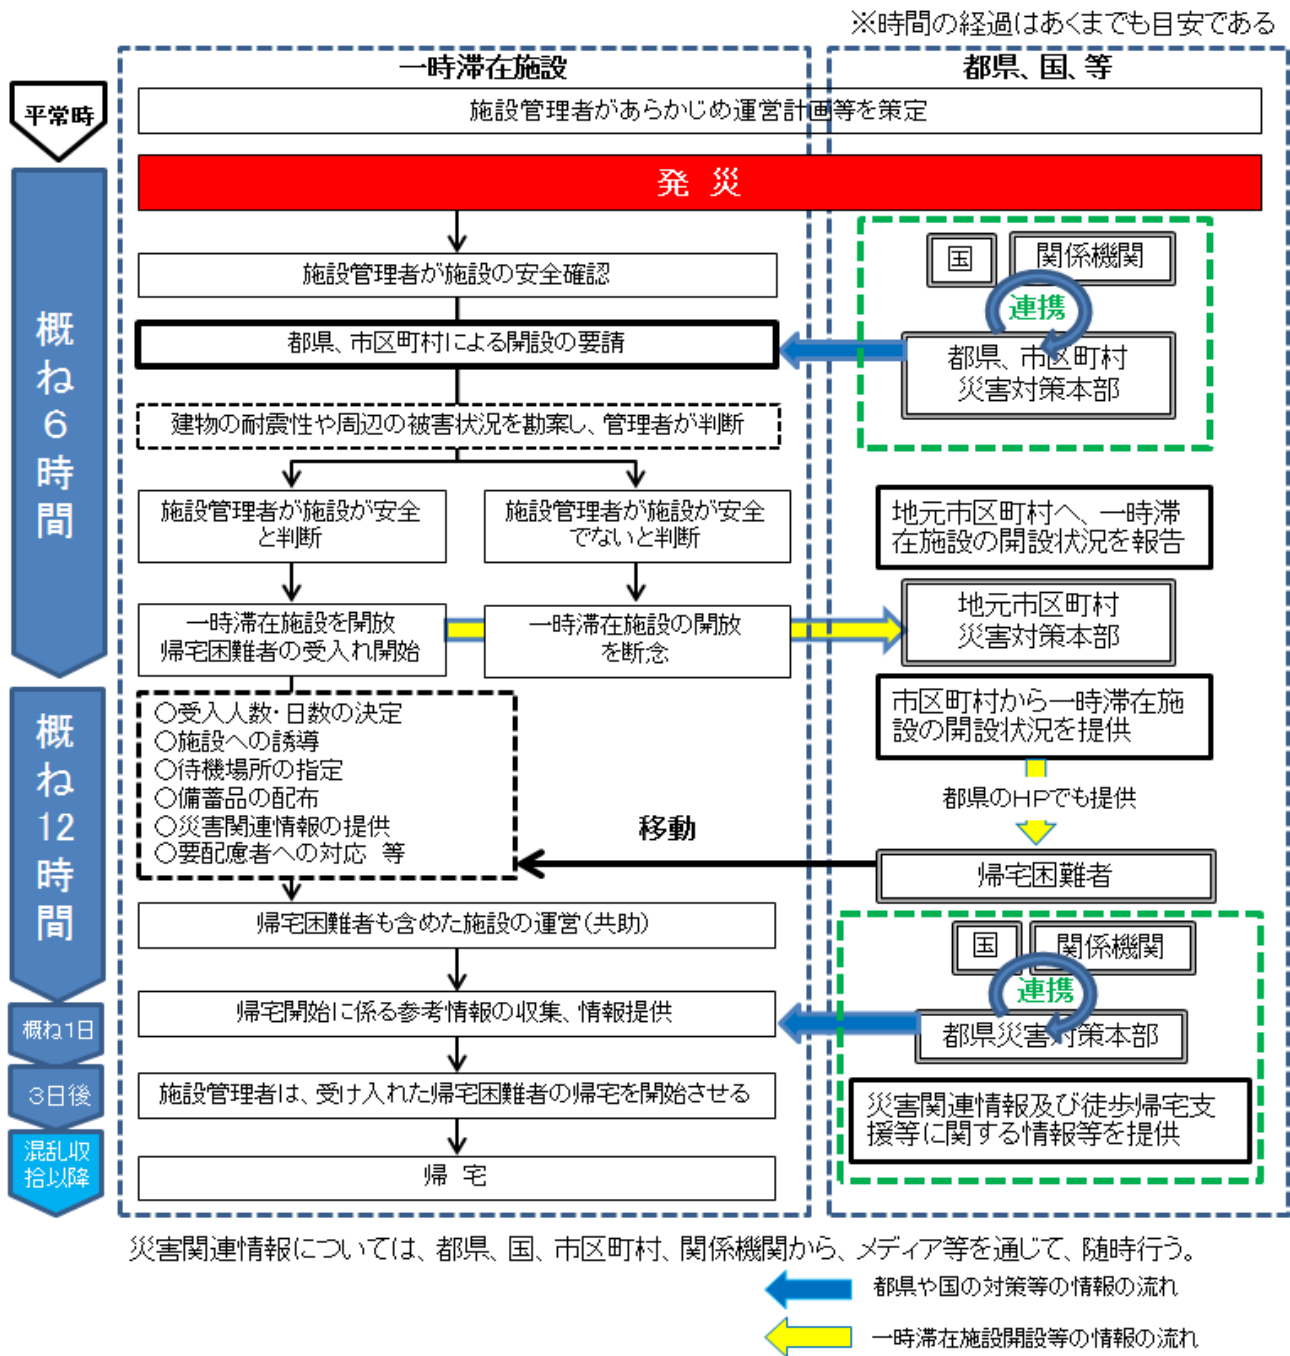 ※時間の経過はあくまでも目安である
一時滞在施設
都県、国、等
平常時
施設管理者があらかじめ運営計画等を策定
発 災
概ね6時間
施設管理者が施設の安全確認
国
関係機関
連携
都県、市区町村による開設の要請
都県、市区町村
災害対策本部
建物の耐震性や周辺の被害状況を勘案し、管理者が判断
施設管理者が施設が安全
と判断
施設管理者が施設が安全
でないと判断
地元市区町村へ、一時滞
在施設の開設状況を報告
一時滞在施設を開放
帰宅困難者の受入れ開始
一時滞在施設の開放
を断念
地元市区町村
災害対策本部
概ね12時間
○受入人数・日数の決定
○施設への誘導
○待機場所の指定
○備蓄品の配布
○災害関連情報の提供
○要配慮者への対応 等
市区町村から一時滞在施
設の開設状況を提供
都県のHPでも提供
移動
帰宅困難者
帰宅困難者も含めた施設の運営(共助)
国
関係機関
連携
概ね1日
帰宅開始に係る参考情報の収集、情報提供
都県災害対策本部
3日後
施設管理者は、受け入れた帰宅困難者の帰宅を開始させる
災害関連情報及び徒歩帰宅支
援等に関する情報等を提供
混乱収
拾以降
帰 宅
災害関連情報については、都県、国、市区町村、関係機関から、メディア等を通じて、随時行う。
都県や国の対策等の情報の流れ
一時滞在施設開設等の情報の流れ